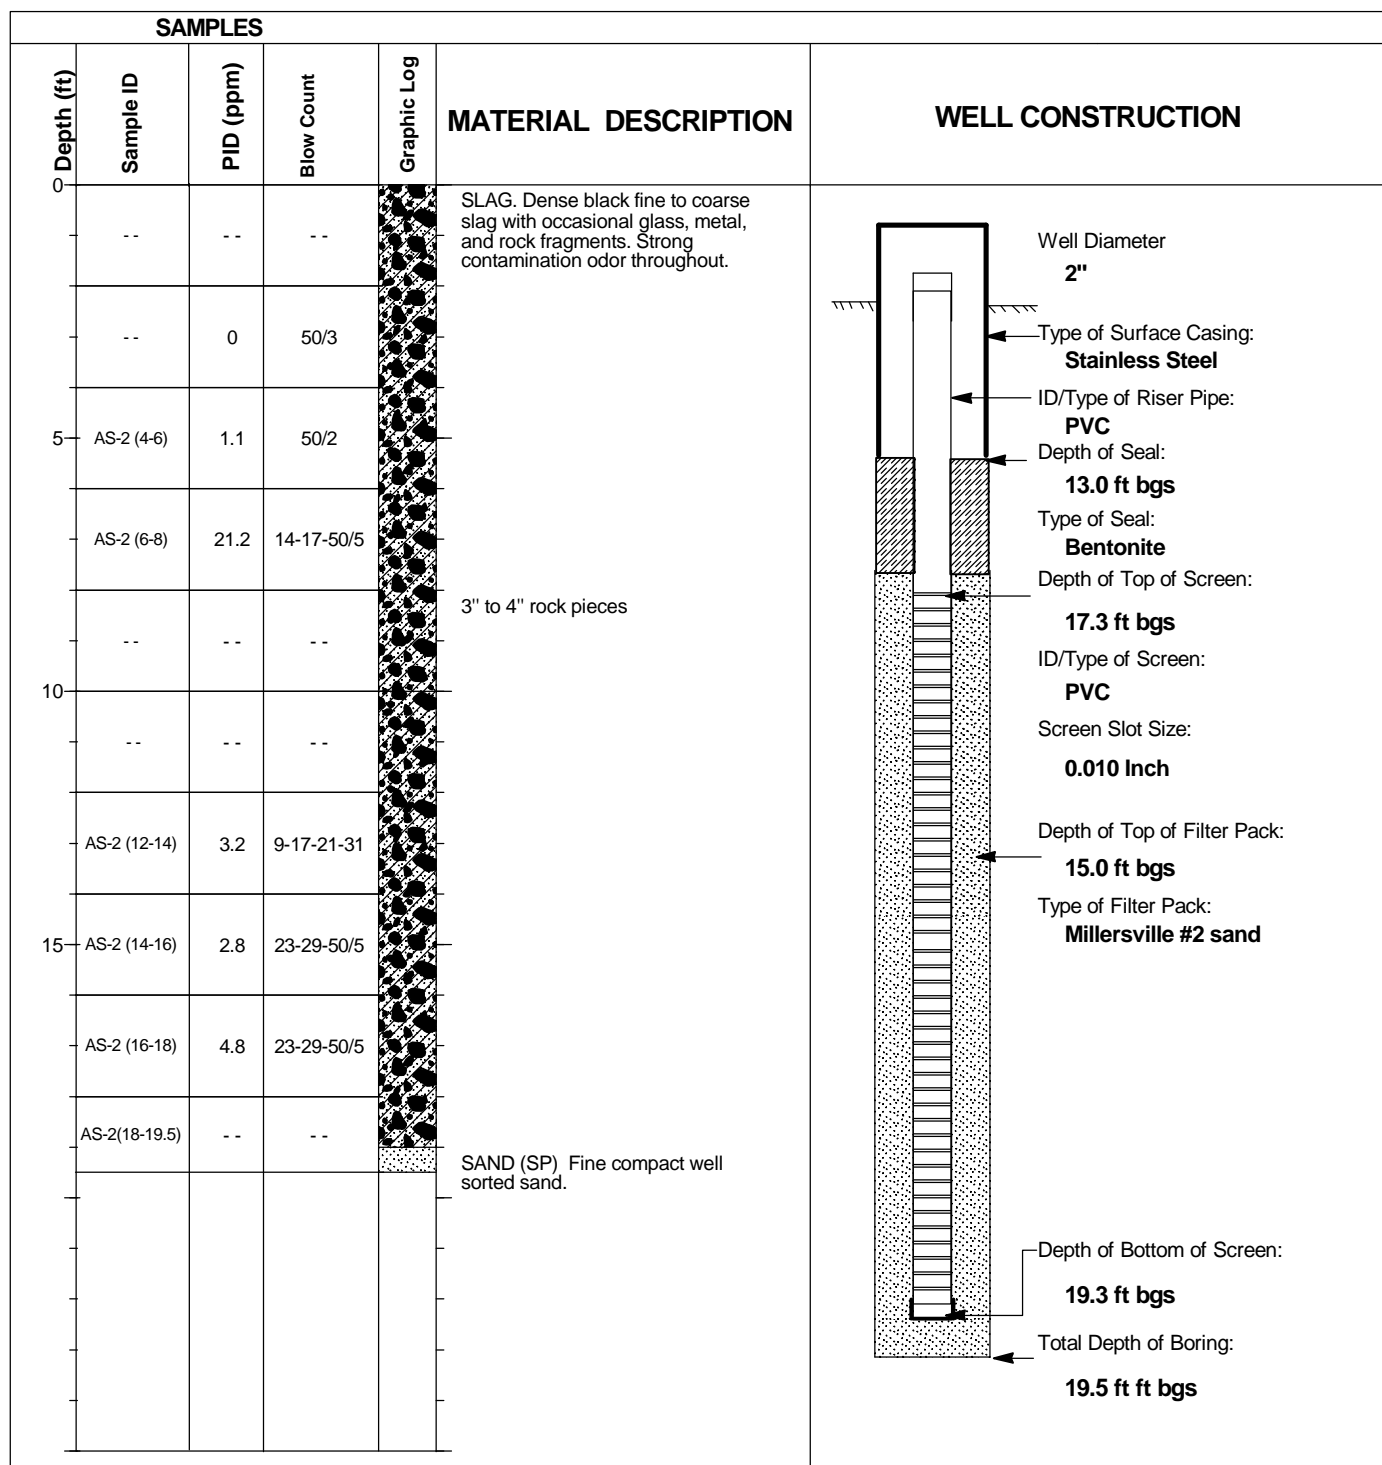 SAMPLES
Depth (ft)
Sample ID
PID (ppm)
Blow Count
Graphic Log
MATERIAL DESCRIPTION
WELL CONSTRUCTION
0
-- -- --
-- 0 50/3
5 AS-2 (4-6) 1.1 50/2
AS-2 (6-8) 21.2 14-17-50/5
-- -- --
10
-- -- --
AS-2 (12-14) 3.2 9-17-21-31
15 AS-2 (14-16) 2.8 23-29-50/5
AS-2 (16-18) 4.8 23-29-50/5
AS-2(18-19.5) -- --
SLAG. Dense black fine to coarse
slag with occasional glass, metal,
and rock fragments. Strong
contamination odor throughout.
3" to 4" rock pieces
SAND (SP) Fine compact well
sorted sand.
Well Diameter
2"
Type of Surface Casing:
Stainless Steel
ID/Type of Riser Pipe:
PVC
Depth of Seal:
13.0 ft bgs
Type of Seal:
Bentonite
Depth of Top of Screen:
17.3 ft bgs
ID/Type of Screen:
PVC
Screen Slot Size:
0.010 Inch
Depth of Top of Filter Pack:
15.0 ft bgs
Type of Filter Pack:
Millersville #2 sand
Depth of Bottom of Screen:
19.3 ft bgs
Total Depth of Boring:
19.5 ft ft bgs